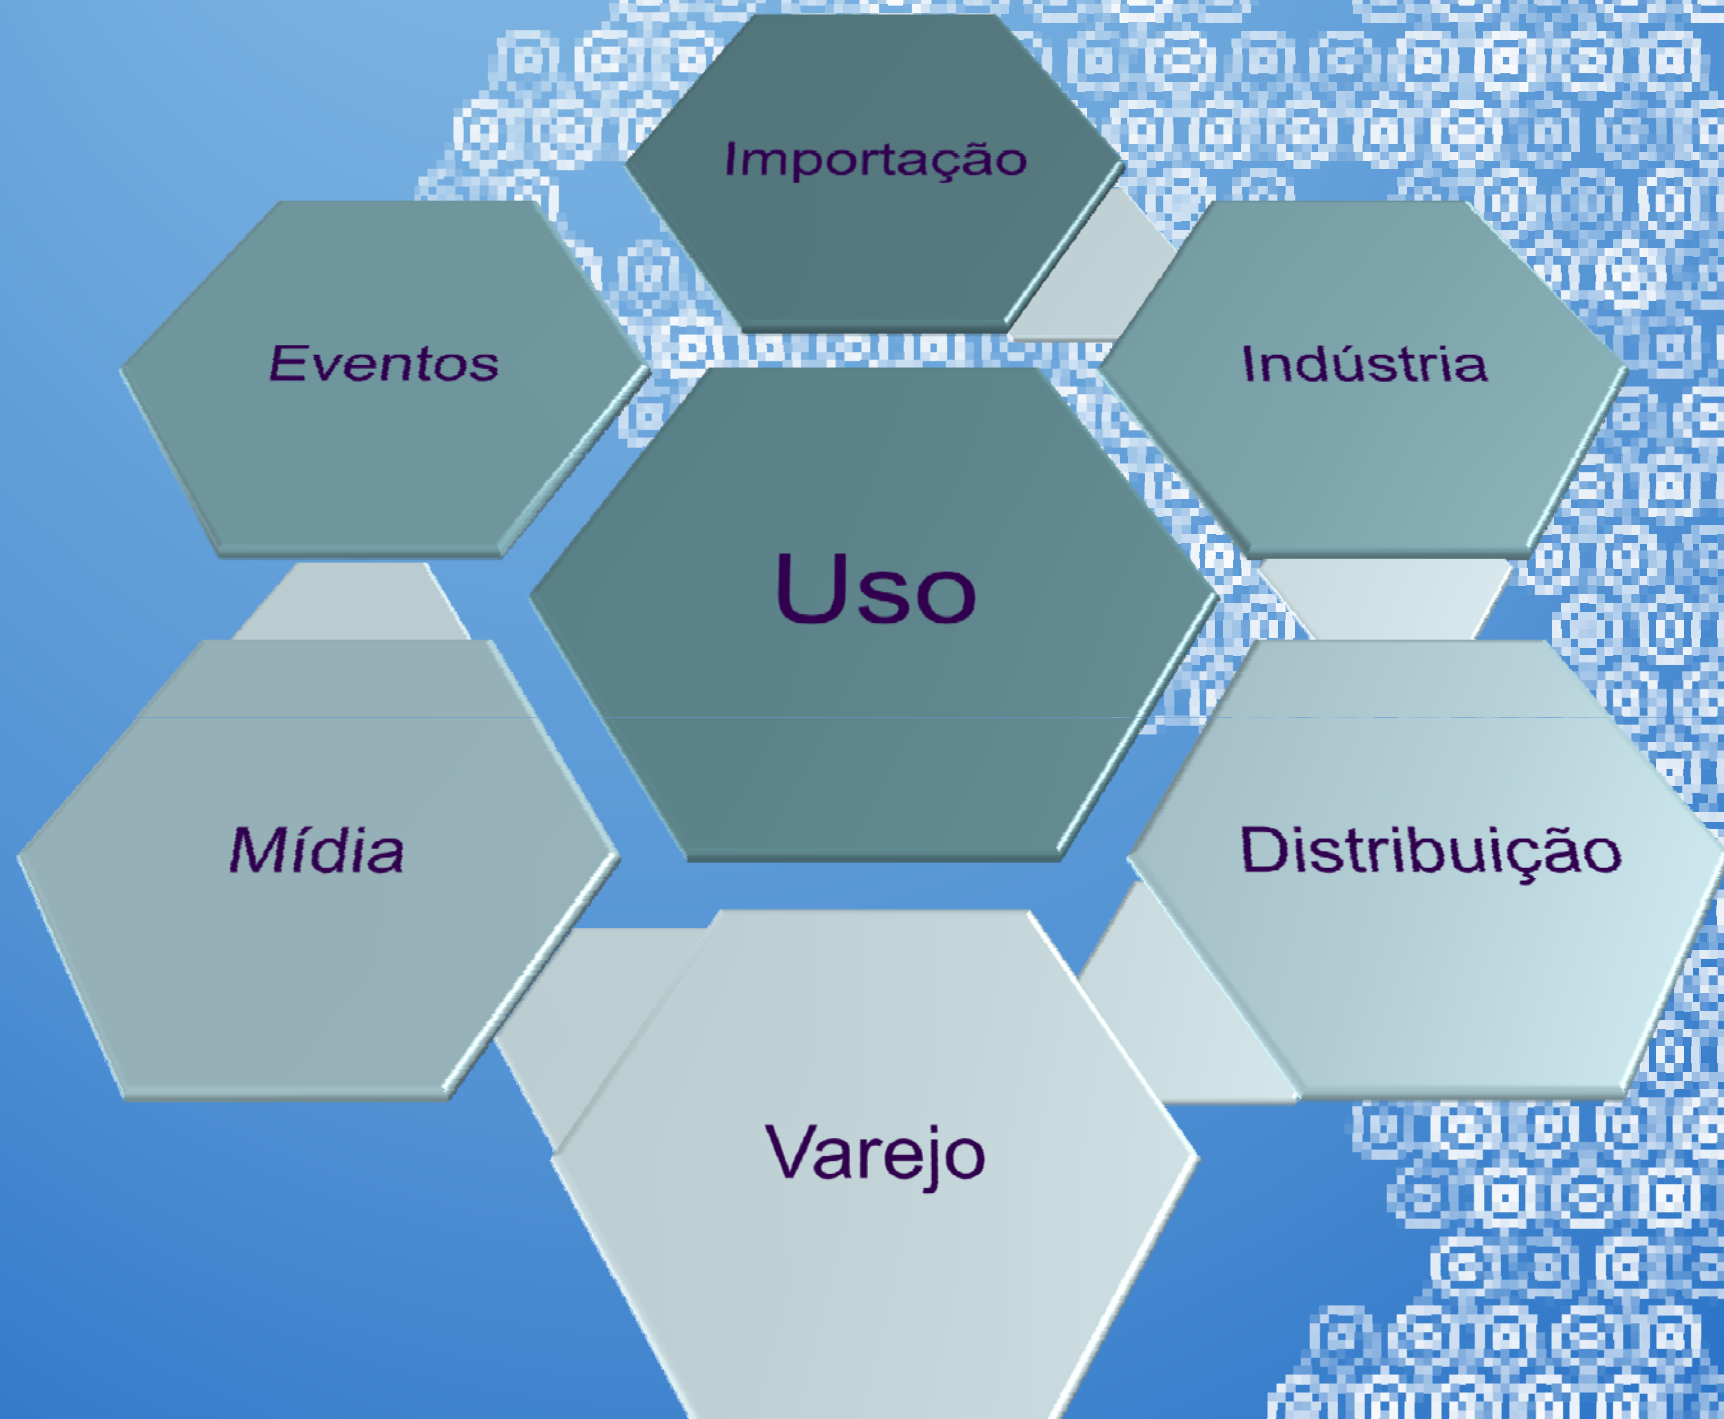 Importação
Eventos
Indústria
Uso
Mídia
Distribuição
Varejo